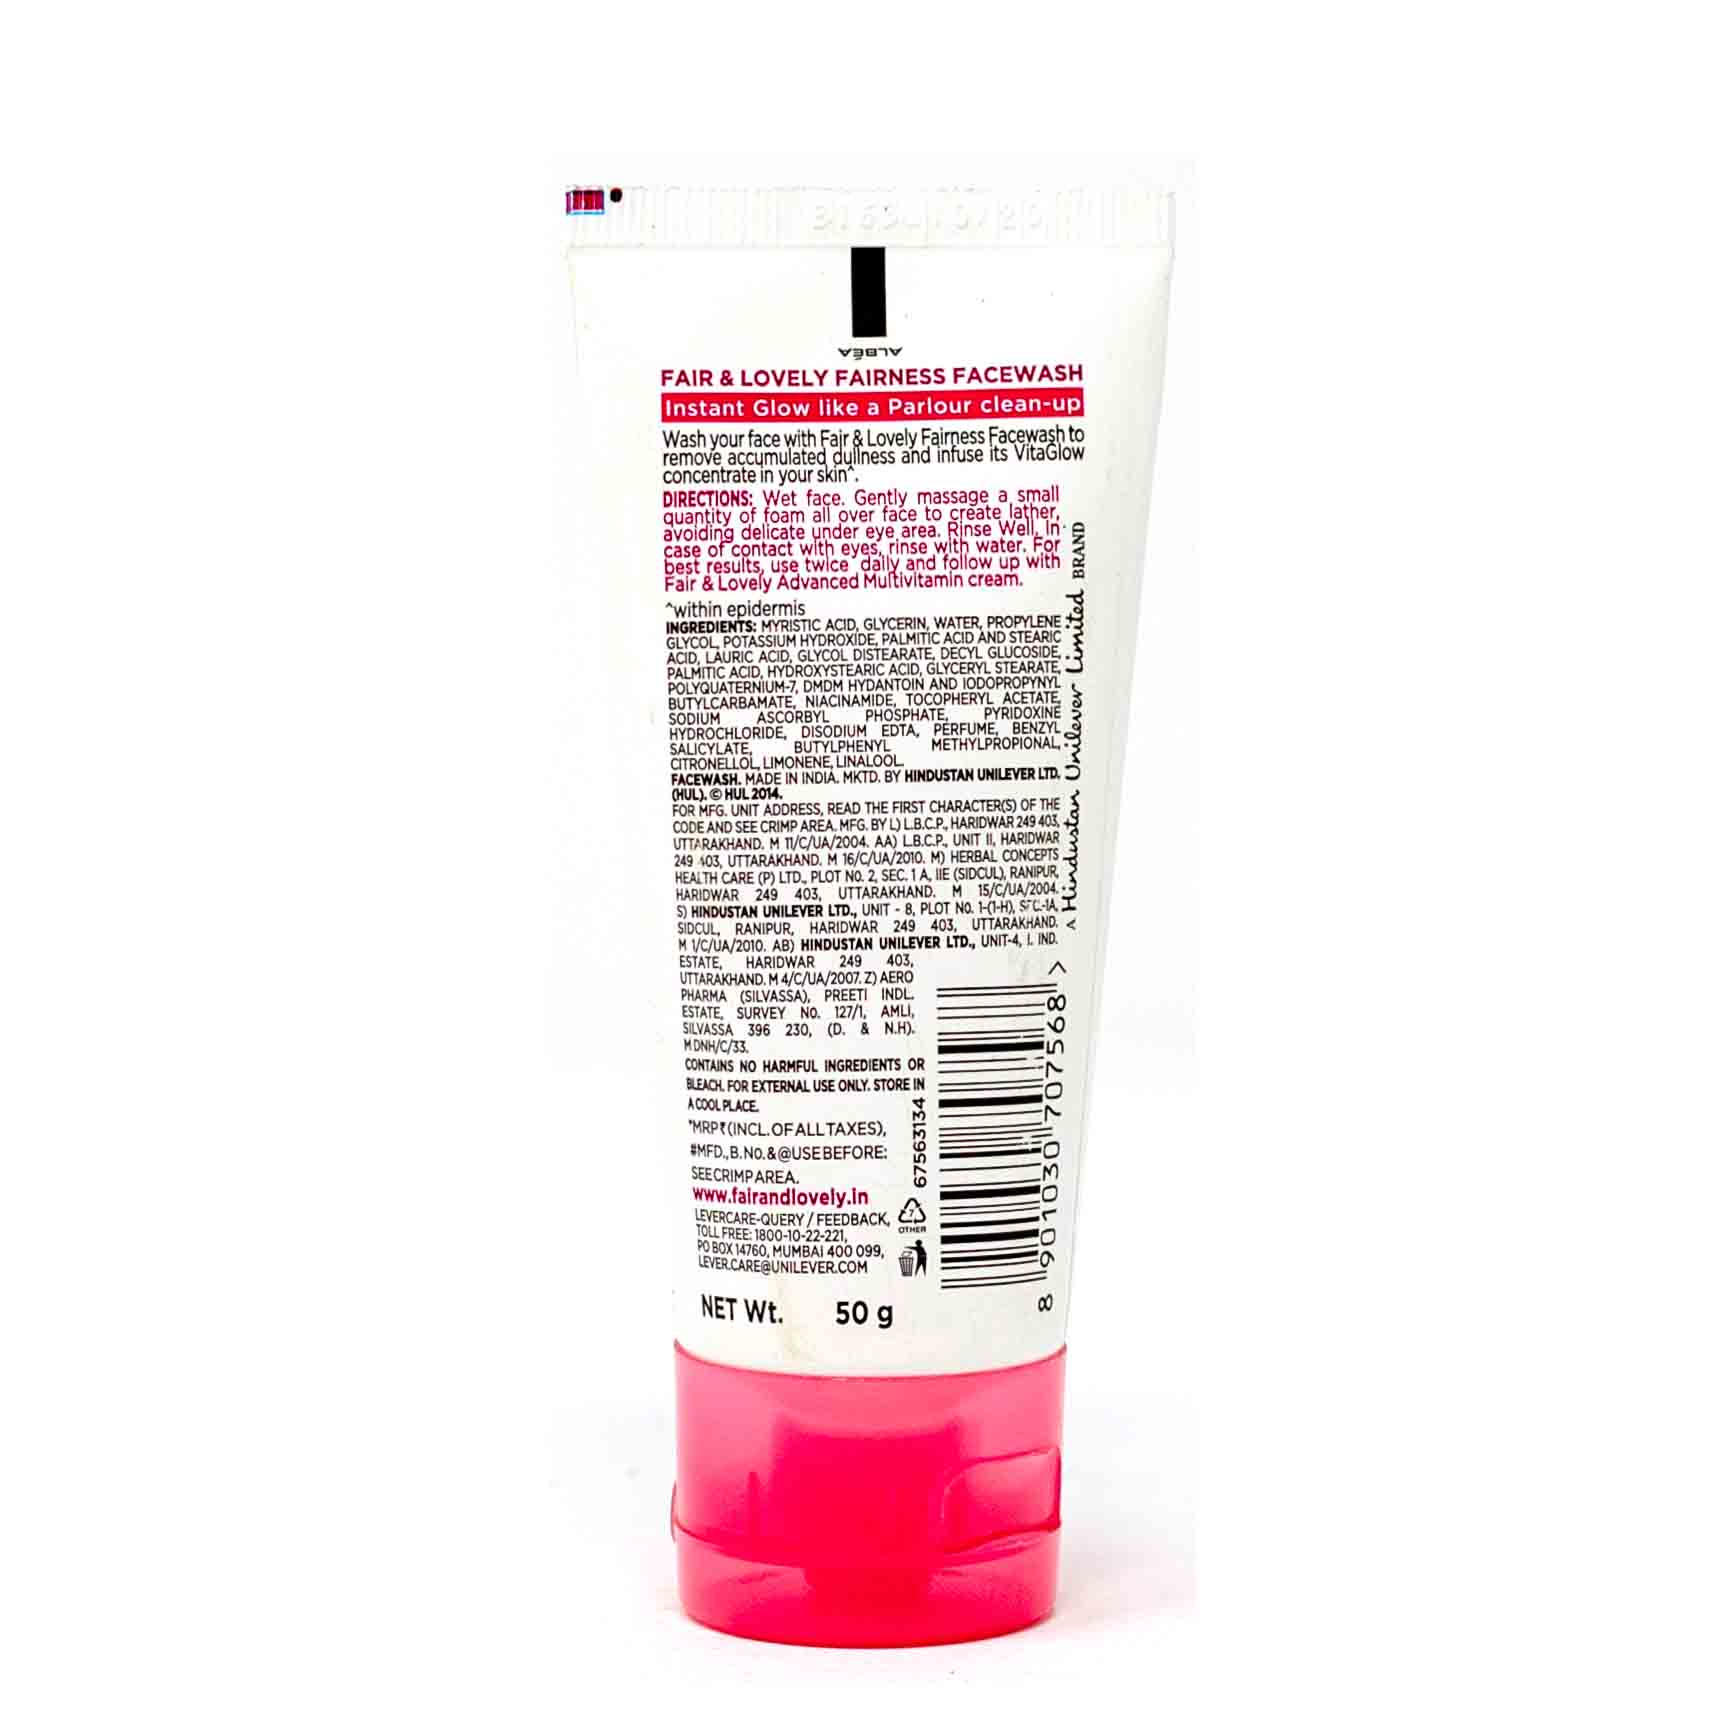 ALBÉA
FAIR & LOVELY FAIRNESS FACEWASH
Instant Glow like a Parlour clean-up
Wash your face with Fair & Lovely Fairness Facewash to
remove accumulated dullness and infuse its VitaGlow
concentrate in your skin^.
DIRECTIONS: Wet face. Gently massage a small
quantity of foam all over face to create lather,
avoiding delicate under eye area. Rinse Well, In
case of contact with eyes, rinse with water. For
best results, use twice daily and follow up with
Fair & Lovely Advanced Multivitamin cream.
^within epidermis
INGREDIENTS: MYRISTIC ACID, GLYCERIN, WATER, PROPYLENE
GLYCOL, POTASSIUM HYDROXIDE, PALMITIC ACID AND STEARIC
ACID, LAURIC ACID, GLYCOL DISTEARATE, DECYL GLUCOSIDE,
PALMITIC ACID, HYDROXYSTEARIC ACID, GLYCERYL STEARATE,
POLYQUATERNIUM-7, DMDM HYDANTOIN AND IODOPROPYNYL
BUTYLCARBAMATE, NIACINAMIDE, TOCOPHERYL ACETATE,
SODIUM ASCORBYL PHOSPHATE, PYRIDOXINE
HYDROCHLORIDE, DISODIUM EDTA, PERFUME, BENZYL
SALICYLATE, BUTYLPHENYL METHYLPROPIONAL,
CITRONELLOL, LIMONENE, LINALOOL.
FACEWASH. MADE IN INDIA. MKTD. BY HINDUSTAN UNILEVER LTD.
(HUL). © HUL 2014.
FOR MFG. UNIT ADDRESS, READ THE FIRST CHARACTER(S) OF THE
CODE AND SEE CRIMP AREA. MFG. BY L) L.B.C.P., HARIDWAR 249 403,
UTTARAKHAND. M 11/C/UA/2004. AA) L.B.C.P., UNIT II, HARIDWAR
249 403, UTTARAKHAND. M 16/C/UA/2010. M) HERBAL CONCEPTS
HEALTH CARE (P) LTD., PLOT NO. 2, SEC. 1 A, IIE (SIDCUL), RANIPUR,
HARIDWAR 249 403, UTTARAKHAND. M 15/C/UA/2004.
S) HINDUSTAN UNILEVER LTD., UNIT - 8, PLOT NO. 1-(1-H), SEC.-1A,
SIDCUL, RANIPUR, HARIDWAR 249 403, UTTARAKHAND.
M 1/C/UA/2010. AB) HINDUSTAN UNILEVER LTD., UNIT-4, I. IND.
ESTATE, HARIDWAR 249 403,
UTTARAKHAND. M 4/C/UA/2007. Z) AERO
PHARMA (SILVASSA), PREETI INDL.
ESTATE, SURVEY No. 127/1, AMLI,
SILVASSA 396 230, (D. & N.H).
M DNH/C/33.
CONTAINS NO HARMFUL INGREDIENTS OR
BLEACH. FOR EXTERNAL USE ONLY. STORE IN
A COOL PLACE.
*MRP₹(INCL. OF ALL TAXES),
#MFD., B. No. & @USE BEFORE:
SEE CRIMP AREA.
www.fairandlovely.in
LEVERCARE-QUERY / FEEDBACK,
TOLL FREE: 1800-10-22-221,
PO BOX 14760, MUMBAI 400 099,
LEVER.CARE@UNILEVER.COM
NET Wt. 50 g
A Hindustan Unilever Limited BRAND
67563134
7
OTHER
8 901030 707568 >